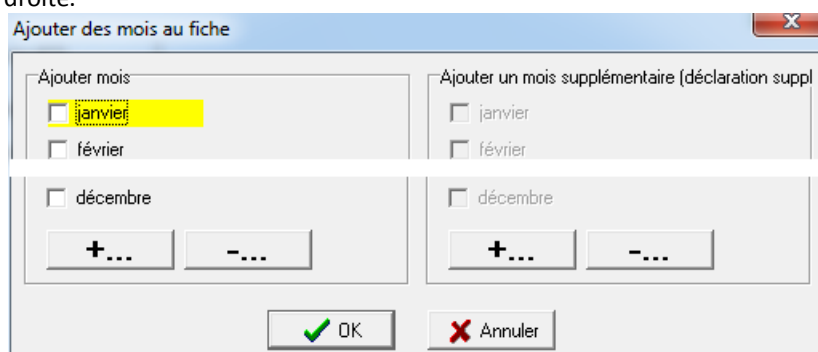 droite.
Ajouter des mois au fiche
x
Ajouter mois
janvier
février
décembre
+... -...
Ajouter un mois supplémentaire (déclaration suppl
janvier
février
décembre
+... -...
OK Annuler